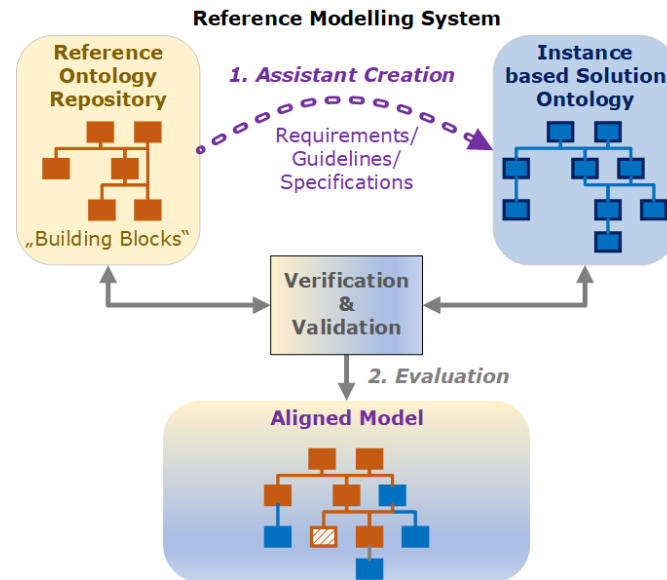 Reference Modelling System
Reference
Ontology
Repository
„Building Blocks“
1. Assistant Creation
Requirements/
Guidelines/
Specifications
Instance
based Solution
Ontology
Verification
&
Validation
2. Evaluation
Aligned Model